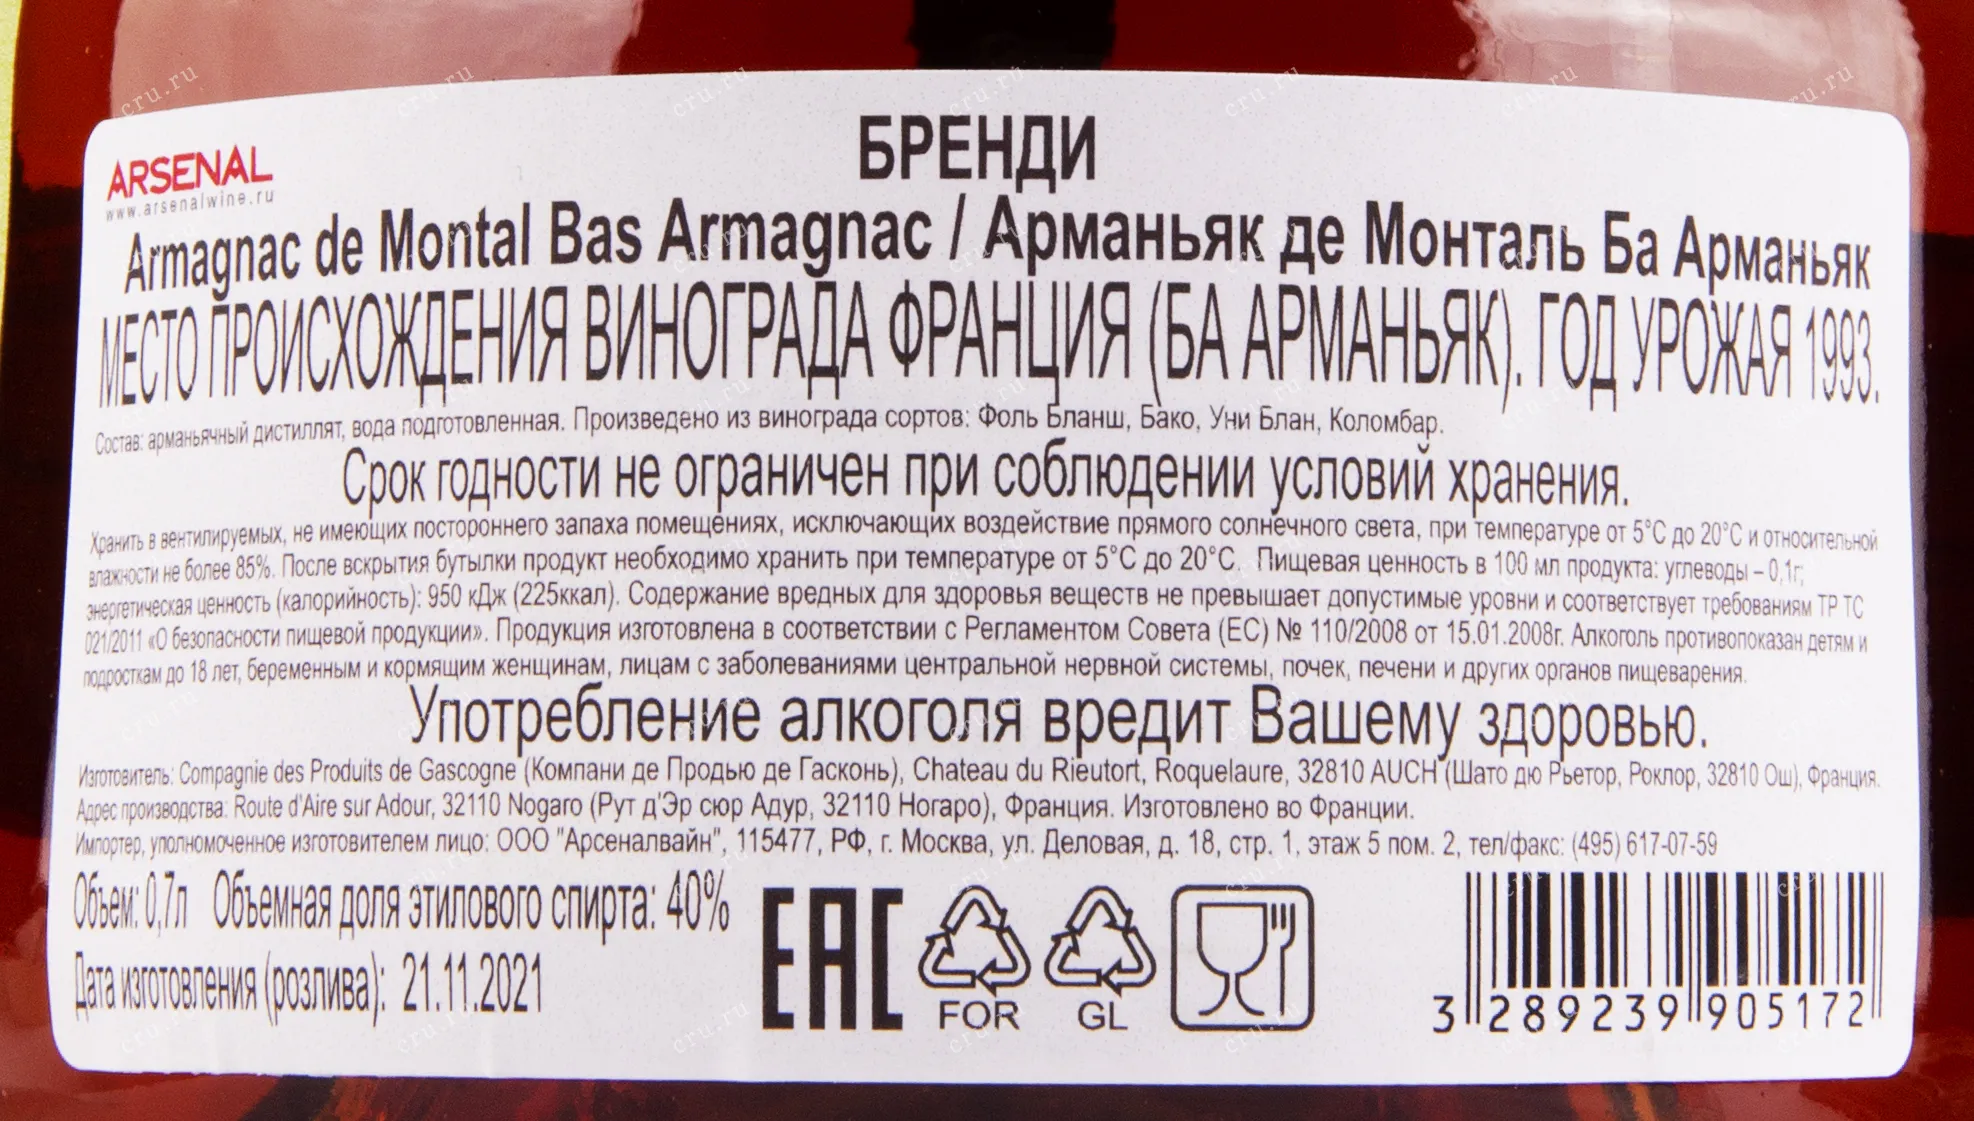 БРЕНДИ
ARSENAL
www.arsenalwine.ru
Armagnac de Montal Bas Armagnac / Арманьяк де Монталь Ба Арманьяк
МЕСТО ПРОИСХОЖДЕНИЯ ВИНОГРАДА ФРАНЦИЯ (БА АРМАНЬЯК). ГОД УРОЖАЯ 1993.
Состав: арманьячный дистиллят, вода подготовленная. Произведено из винограда сортов: Фоль Бланш, Бако, Уни Блан, Коломбар.
Срок годности не ограничен при соблюдении условий хранения.
Хранить в вентилируемых, не имеющих постороннего запаха помещениях, исключающих воздействие прямого солнечного света, при температуре от 5°C до 20°C и относительной
влажности не более 85%. После вскрытия бутылки продукт необходимо хранить при температуре от 5°C до 20°C. Пищевая ценность в 100 мл продукта: углеводы – 0,1г;
энергетическая ценность (калорийность): 950 кДж (225ккал). Содержание вредных для здоровья веществ не превышает допустимые уровни и соответствует требованиям ТР ТС
021/2011 «О безопасности пищевой продукции». Продукция изготовлена в соответствии с Регламентом Совета (ЕС) № 110/2008 от 15.01.2008г. Алкоголь противопоказан детям и
подросткам до 18 лет, беременным и кормящим женщинам, лицам с заболеваниями центральной нервной системы, почек, печени и других органов пищеварения.
Употребление алкоголя вредит Вашему здоровью.
Изготовитель: Compagnie des Produits de Gascogne (Компани де Продью де Гасконь), Chateau du Rieutort, Roquelaure, 32810 AUCH (Шато дю Рьетор, Роклор, 32810 Ош), Франция.
Адрес производства: Route d'Aire sur Adour, 32110 Nogaro (Рут д'Эр сюр Адур, 32110 Ногаро), Франция. Изготовлено во Франции.
Импортер, уполномоченное изготовителем лицо: ООО "Арсеналвайн", 115477, РФ, г. Москва, ул. Деловая, д. 18, стр. 1, этаж 5 пом. 2, тел/факс: (495) 617-07-59
Объем: 0,7л Объемная доля этилового спирта: 40%
Дата изготовления (розлива): 21.11.2021
EAC
FOR
GL
3 289239 905172
cru.ru